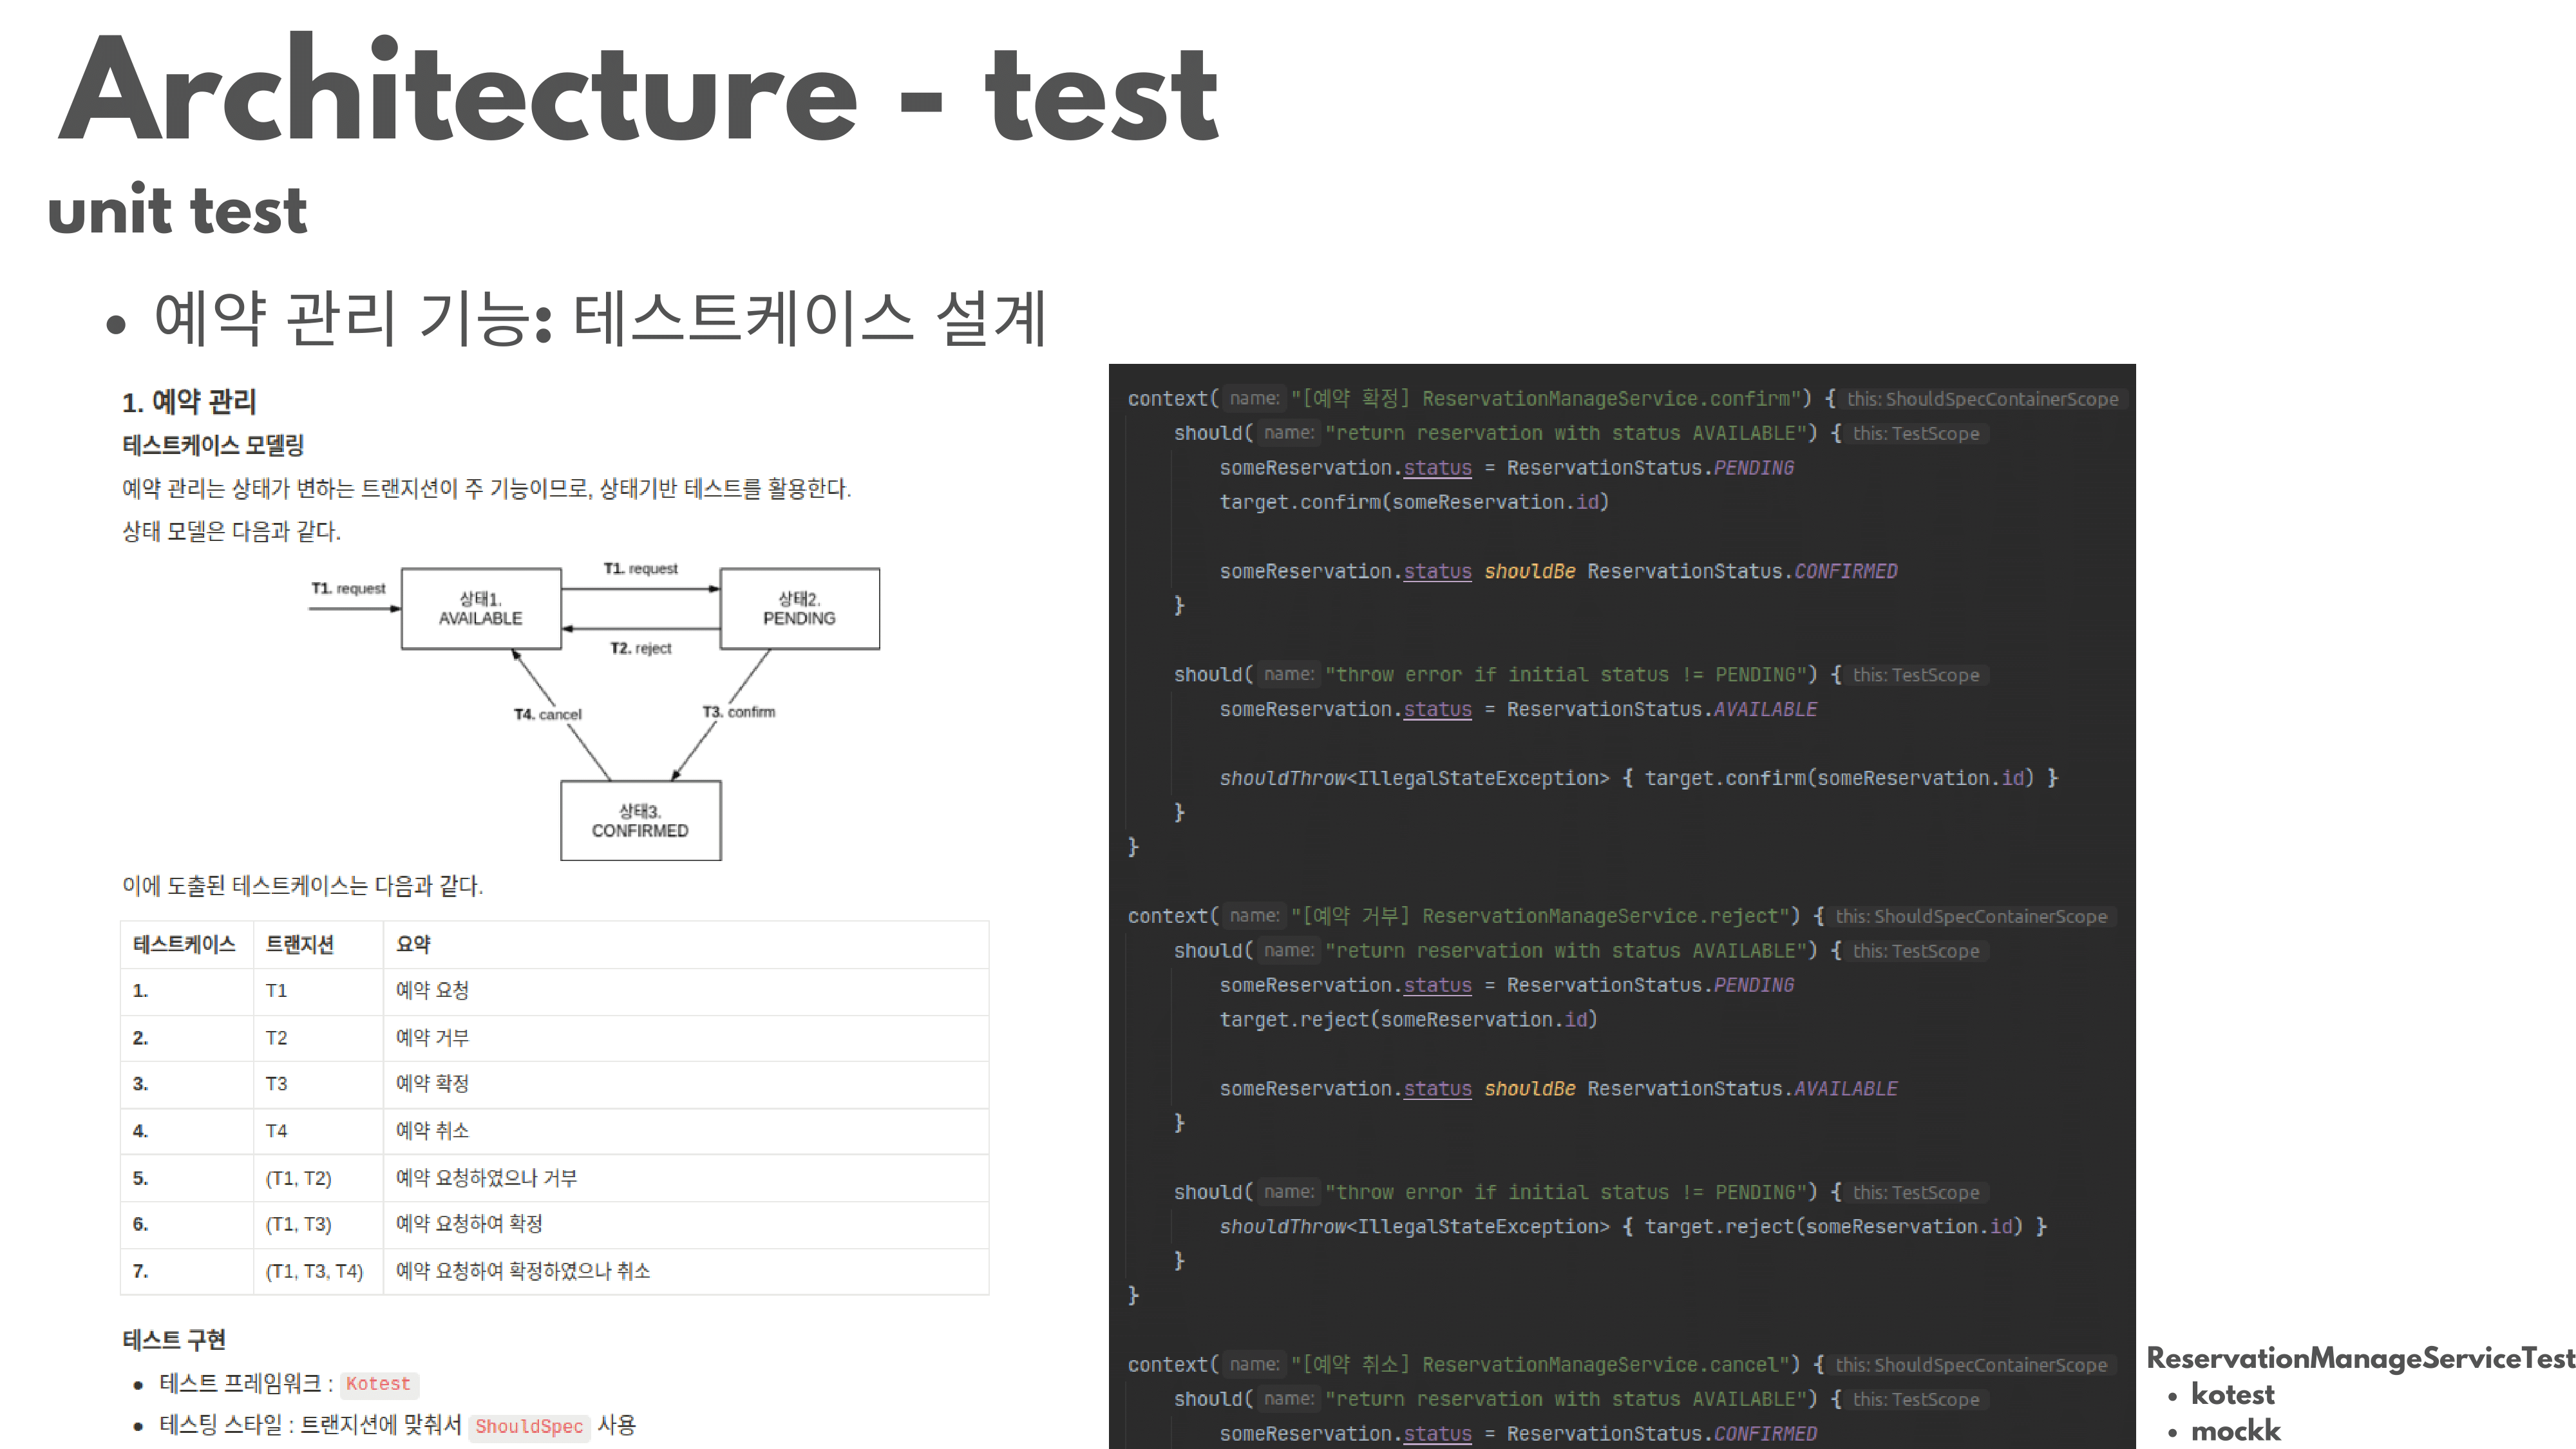 Architecture - test
unit test
• 예약 관리 기능: 테스트케이스 설계
1. 예약 관리
테스트케이스 모델링
예약 관리는 상태가 변하는 트랜지션이 주 기능이므로, 상태기반 테스트를 활용한다.
상태 모델은 다음과 같다.
T1. request
T1. request
상태1.
AVAILABLE
상태2.
PENDING
T2. reject
T4. cancel
T3. confirm
상태3.
CONFIRMED
이에 도출된 테스트케이스는 다음과 같다.
테스트케이스 트랜지션 요약
1. T1 예약 요청
2. T2 예약 거부
3. T3 예약 확정
4. T4 예약 취소
5. (T1, T2) 예약 요청하였으나 거부
6. (T1, T3) 예약 요청하여 확정
7. (T1, T3, T4) 예약 요청하여 확정하였으나 취소
테스트 구현
• 테스트 프레임워크 : Kotest
• 테스팅 스타일 : 트랜지션에 맞춰서 ShouldSpec 사용
context( name: "[예약 확정] ReservationManageService.confirm") { this: ShouldSpecContainerScope
should( name: "return reservation with status AVAILABLE") { this: TestScope
someReservation.status = ReservationStatus.PENDING
target.confirm(someReservation.id)
someReservation.status shouldBe ReservationStatus.CONFIRMED
}
should( name: "throw error if initial status != PENDING") { this: TestScope
someReservation.status = ReservationStatus.AVAILABLE
shouldThrow<IllegalStateException> { target.confirm(someReservation.id) }
}
}
context( name: "[예약 거부] ReservationManageService.reject") { this: ShouldSpecContainerScope
should( name: "return reservation with status AVAILABLE") { this: TestScope
someReservation.status = ReservationStatus.PENDING
target.reject(someReservation.id)
someReservation.status shouldBe ReservationStatus.AVAILABLE
}
should( name: "throw error if initial status != PENDING") { this: TestScope
shouldThrow<IllegalStateException> { target.reject(someReservation.id) }
}
}
context( name: "[예약 취소] ReservationManageService.cancel") { this: ShouldSpecContainerScope
should( name: "return reservation with status AVAILABLE") { this: TestScope
someReservation.status = ReservationStatus.CONFIRMED
ReservationManageServiceTest
• kotest
• mockk